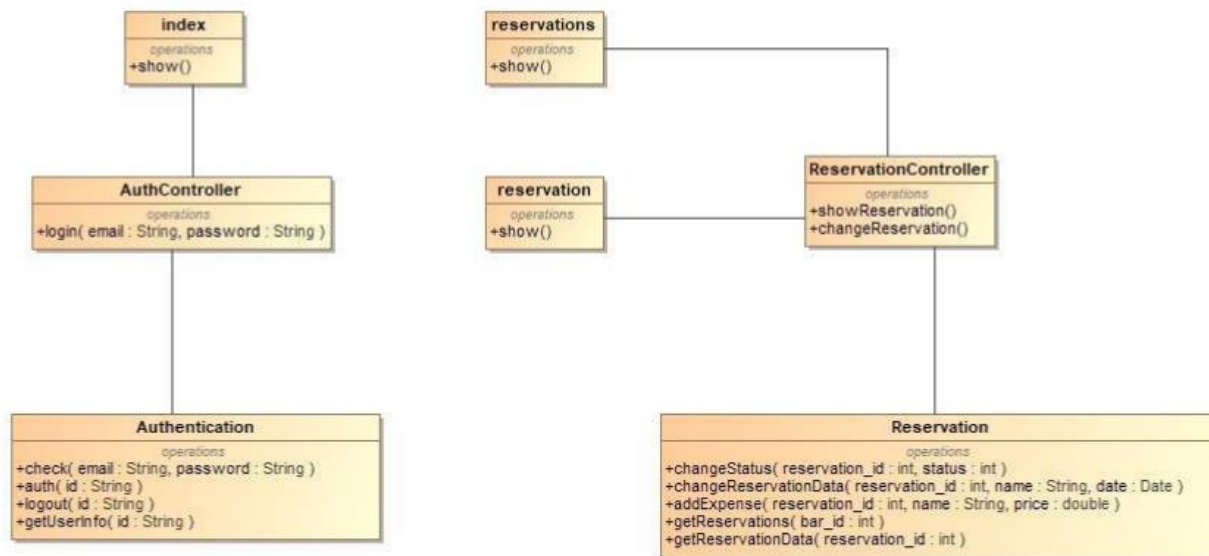 index
operations
+show()
AuthController
operations
+login( email : String, password : String )
Authentication
operations
+check( email : String, password : String )
+auth( id : String )
+logout( id : String )
+getUserInfo( id : String )
reservations
operations
+show()
reservation
operations
+show()
ReservationController
operations
+showReservation()
+changeReservation()
Reservation
operations
+changeStatus( reservation_id : int, status : int )
+changeReservationData( reservation_id : int, name : String, date : Date )
+addExpense( reservation_id : int, name : String, price : double )
+getReservations( bar_id : int )
+getReservationData( reservation_id : int )